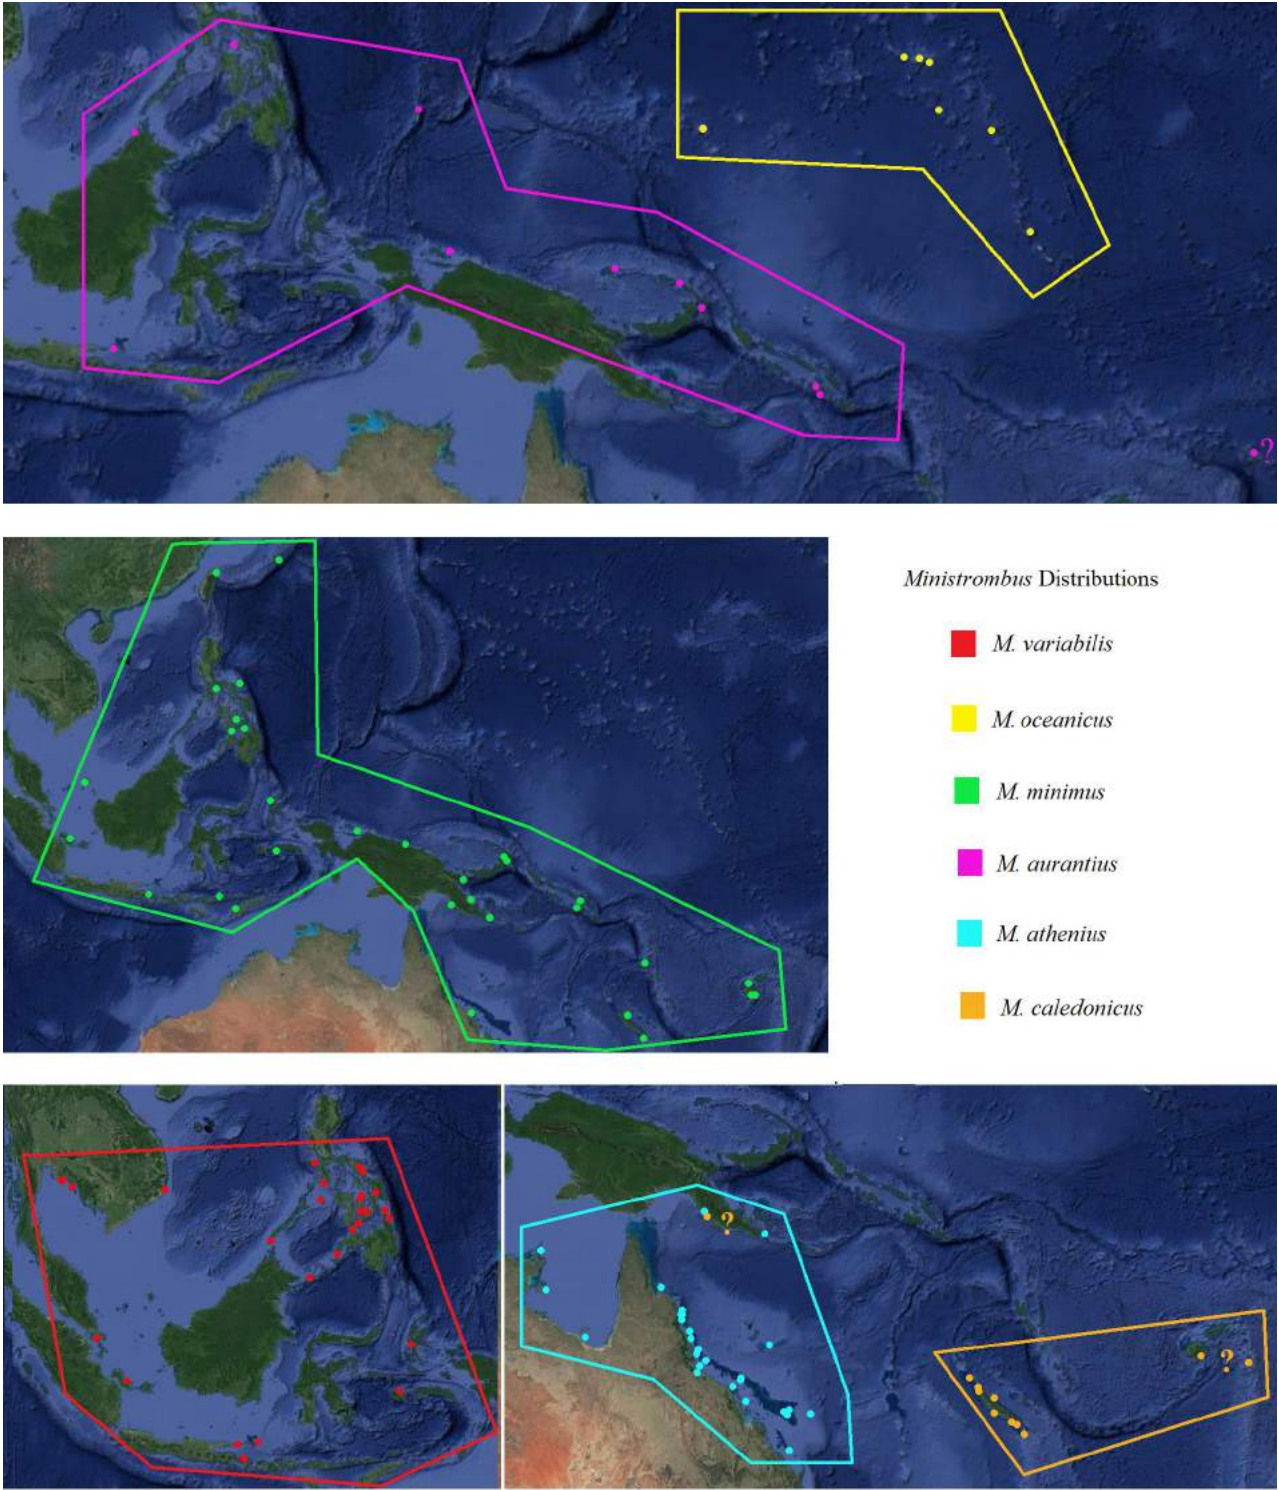 ?
Ministrombus Distributions
M. variabilis
M. oceanicus
M. minimus
M. aurantius
M. athenius
M. caledonicus
?
?